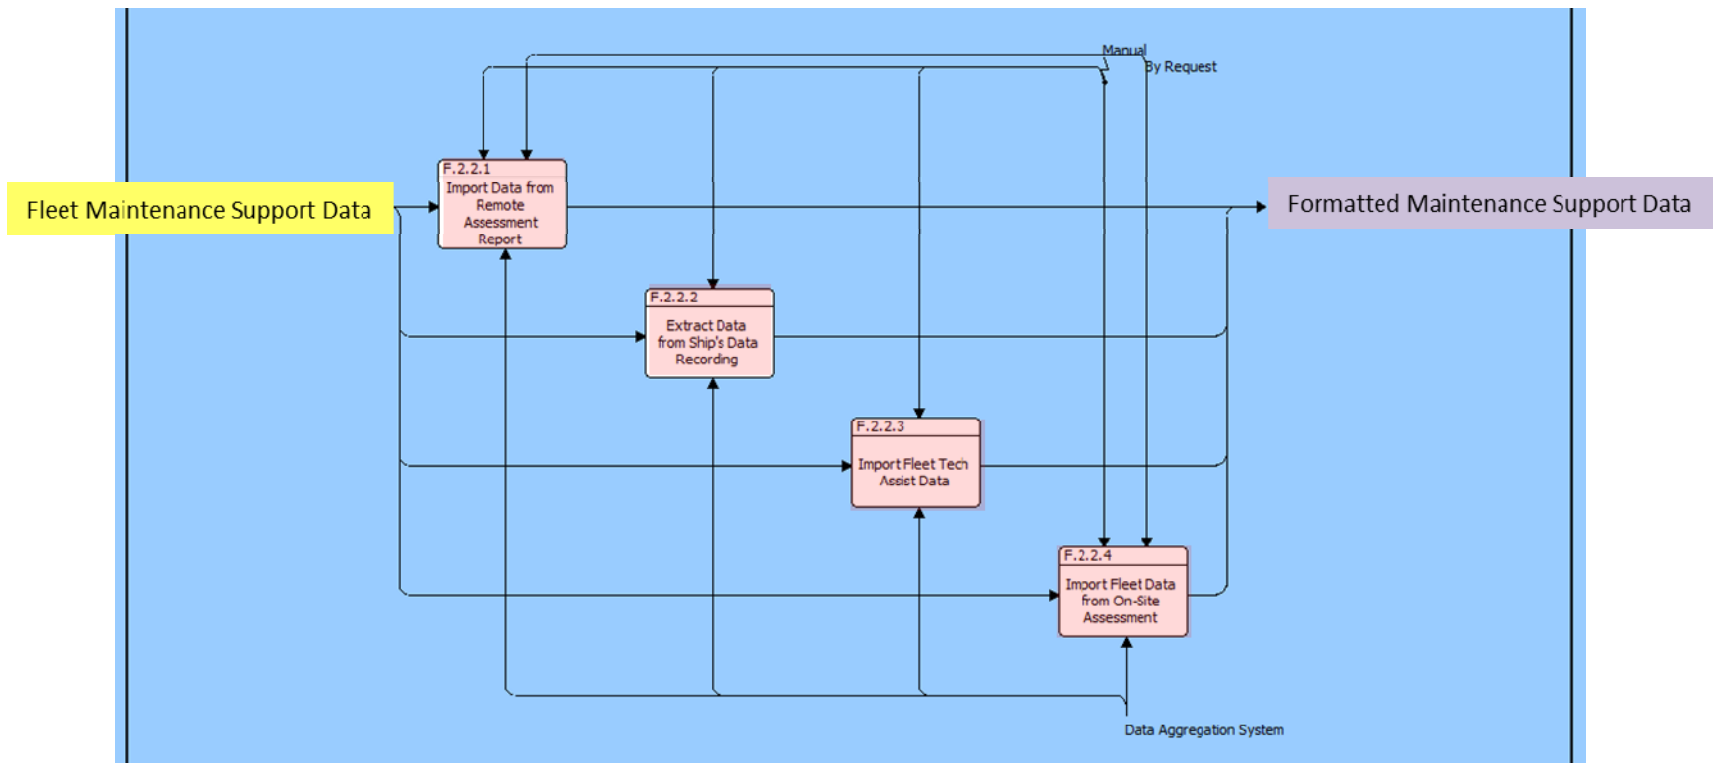 Manual
By Request
F.2.2.1
Import Data from
Remote
Assessment
Report
Fleet Maintenance Support Data
Formatted Maintenance Support Data
F.2.2.2
Extract Data
from Ship's Data
Recording
F.2.2.3
Import Fleet Tech
Assist Data
F.2.2.4
Import Fleet Data
from On-Site
Assessment
Data Aggregation System